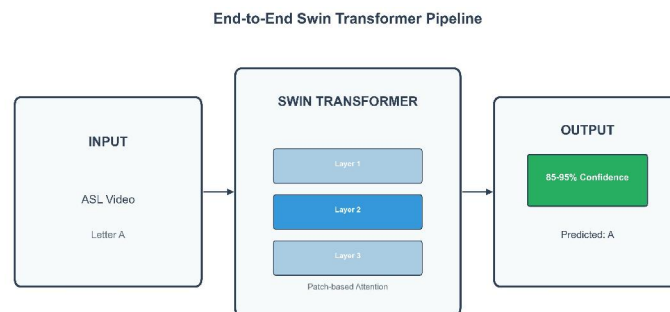 End-to-End Swin Transformer Pipeline
INPUT
ASL Video
Letter A
SWIN TRANSFORMER
Layer 1
Layer 2
Layer 3
Patch-based Attention
OUTPUT
85-95% Confidence
Predicted: A